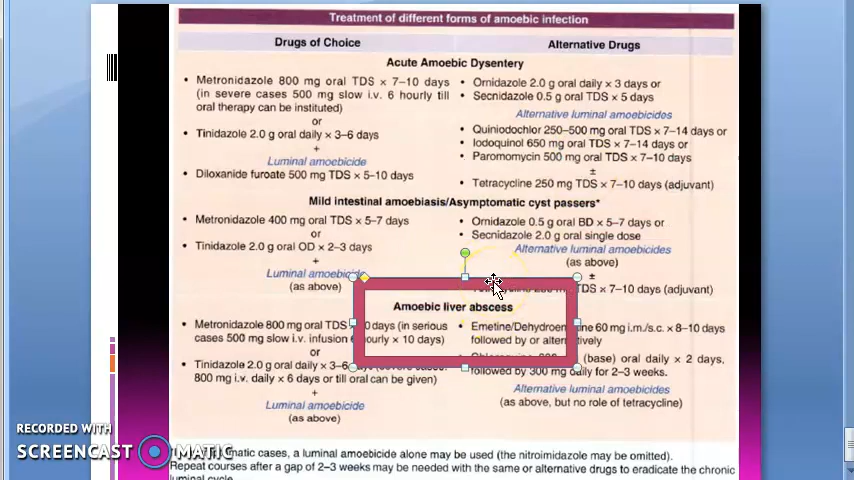 Treatment of different forms of amoebic infection
Drugs of Choice
Alternative Drugs
Acute Amoebic Dysentery
• Metronidazole 800 mg oral TDS × 7–10 days
(in severe cases 500 mg slow i.v. 6 hourly till
oral therapy can be instituted)
or
• Tinidazole 2.0 g oral daily × 3–6 days
+
Luminal amoebicide
• Diloxanide furoate 500 mg TDS × 5–10 days
• Ornidazole 2.0 g oral daily × 3 days or
• Secnidazole 0.5 g oral TDS × 5 days
Alternative luminal amoebicides
• Quiniodochlor 250–500 mg oral TDS × 7–14 days or
• Iodoquinol 650 mg oral TDS × 7–14 days or
• Paromomycin 500 mg oral TDS × 7–10 days
±
• Tetracycline 250 mg TDS × 7–10 days (adjuvant)
Mild intestinal amoebiasis/Asymptomatic cyst passers*
• Metronidazole 400 mg oral TDS × 5–7 days
or
• Tinidazole 2.0 g oral OD × 2–3 days
+
Luminal amoebicide
(as above)
• Ornidazole 0.5 g oral BD × 5–7 days or
• Secnidazole 2.0 g oral single dose
Alternative luminal amoebicides
(as above)
±
TDS × 7–10 days (adjuvant)
Amoebic liver abscess
• Metronidazole 800 mg oral TDS days (in serious
cases 500 mg slow i.v. infusion hourly × 10 days)
or
• Tinidazole 2.0 g oral daily × 3–6
800 mg i.v. daily × 6 days or till oral can be given)
+
Luminal amoebicide
(as above)
• 60 mg i.m./s.c. × 8–10 days
followed by or
(base) oral daily × 2 days,
followed by 300 mg daily for 2–3 weeks.
Alternative luminal amoebicides
(as above, but no role of tetracycline)
cases, a luminal amoebicide alone may be used (the nitroimidazole may be omitted).
Repeat courses after a gap of 2–3 weeks may be needed with the same or alternative drugs to eradicate the chronic
luminal cycle.
RECORDED WITH
SCREENCAST MATIC